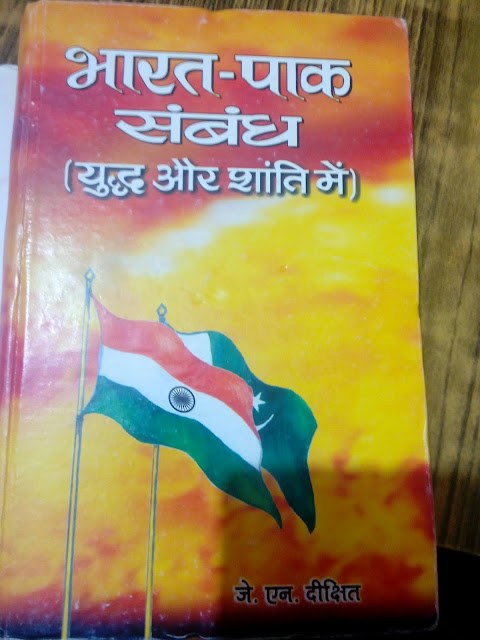 भारत-पाक
संबंध
(युद्ध और शांति में)
जे. एन. दीक्षित